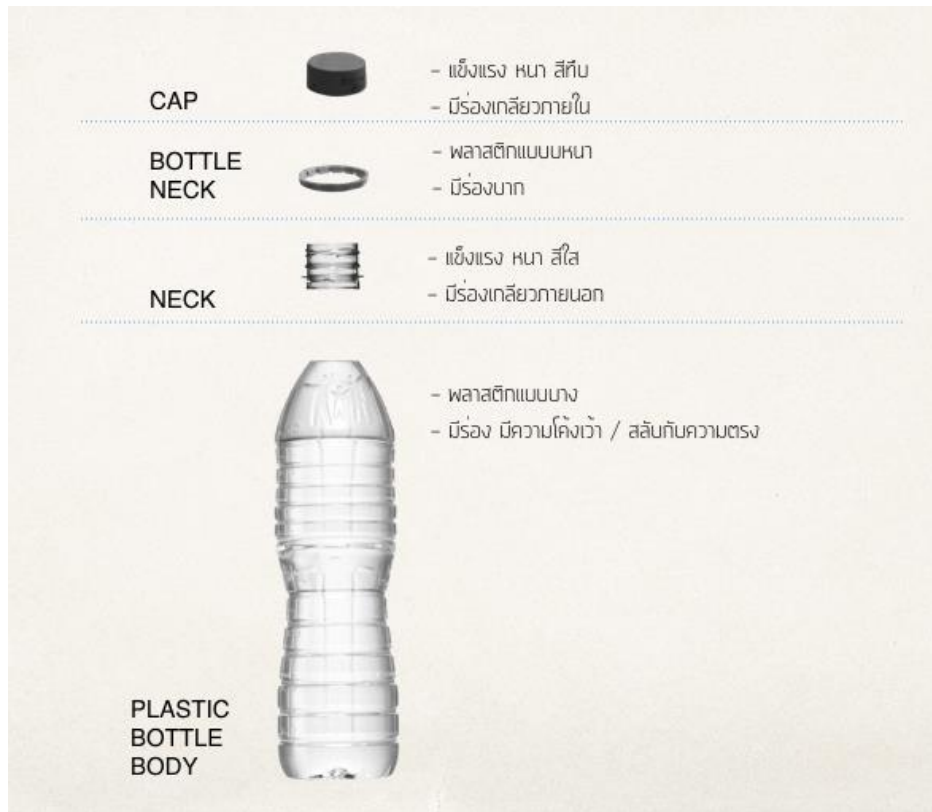 CAP
- แข็งแรง หนา สีทึบ
- มีร่องเกลียวภายใน
BOTTLE
NECK
- พลาสติกแบบบหนา
- มีร่องบาก
NECK
- แข็งแรง หนา สีใส
- มีร่องเกลียวภายนอก
PLASTIC
BOTTLE
BODY
- พลาสติกแบบบาง
- มีร่อง มีความโค้งเว้า / สลับกับความตรง